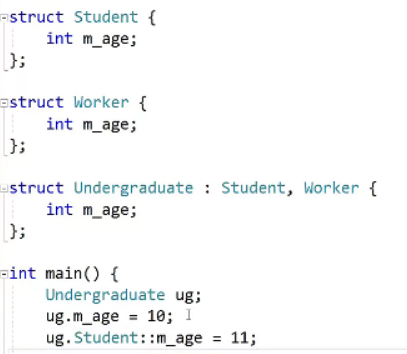 struct Student {
    int m_age;
};
struct Worker {
    int m_age;
};
struct Undergraduate : Student, Worker {
    int m_age;
};
int main() {
    Undergraduate ug;
    ug.m_age = 10;
    ug.Student::m_age = 11;